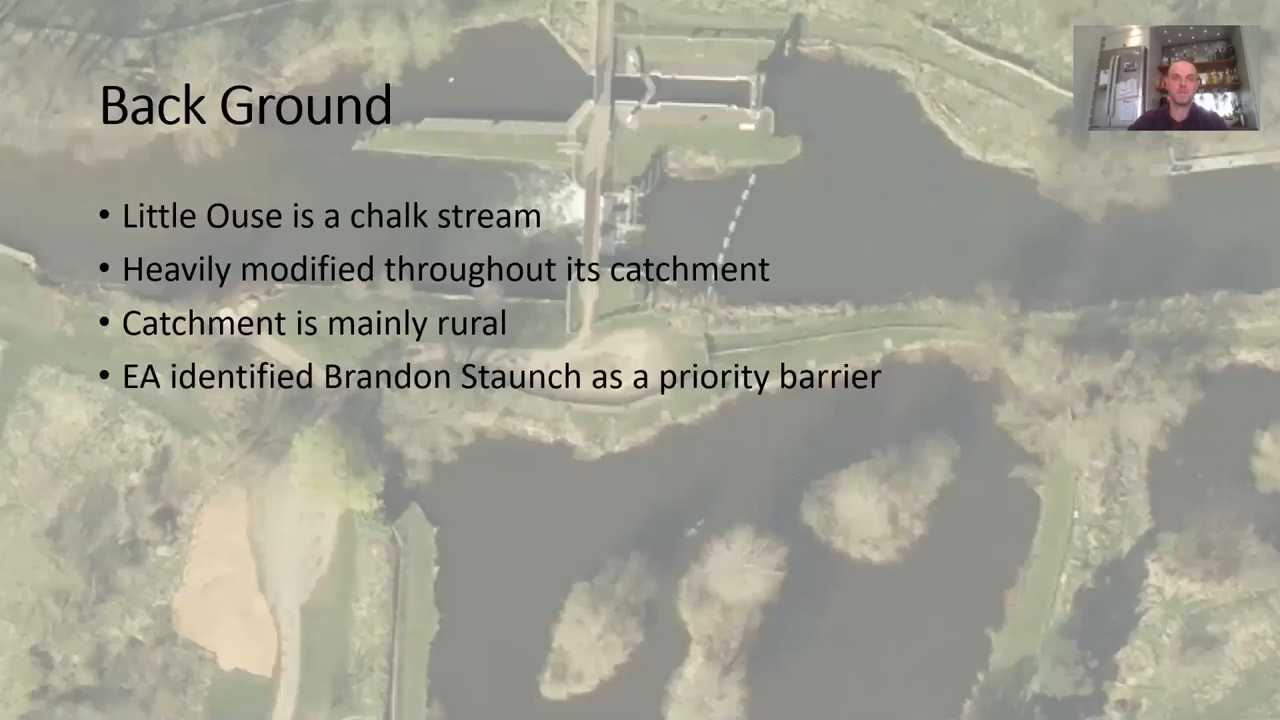 Back Ground
• Little Ouse is a chalk stream
• Heavily modified throughout its catchment
• Catchment is mainly rural
• EA identified Brandon Staunch as a priority barrier